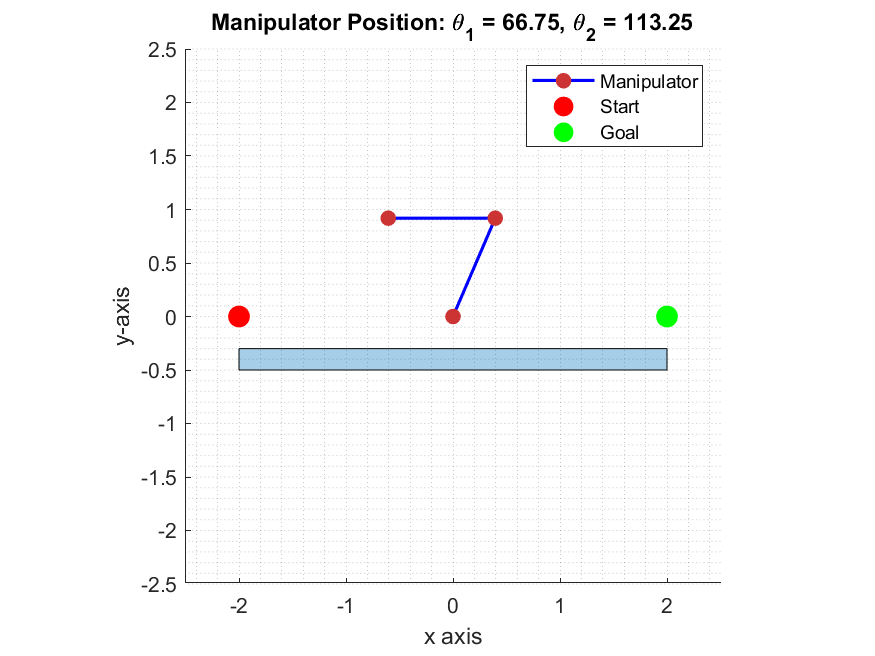 Manipulator Position: θ1 = 66.75, θ2 = 113.25
Manipulator
Start
Goal
2.5
2
1.5
1
0.5
0
-0.5
-1
-1.5
-2
-2.5
y-axis
-2 -1 0 1 2
x axis